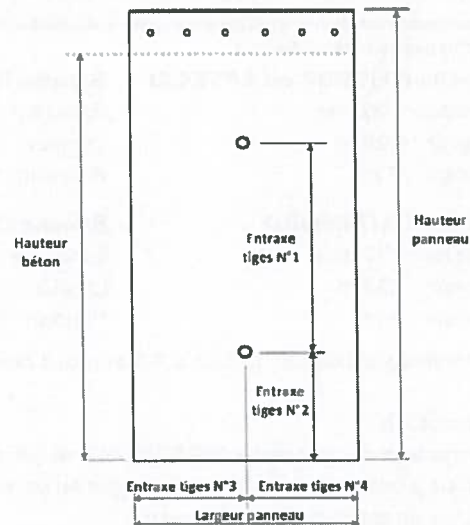 Hauteur
béton
Entraxe
tiges N°1
Hauteur
panneau
Entraxe
tiges N°2
Entraxe tiges N°3
Entraxe tiges N°4
Largeur panneau